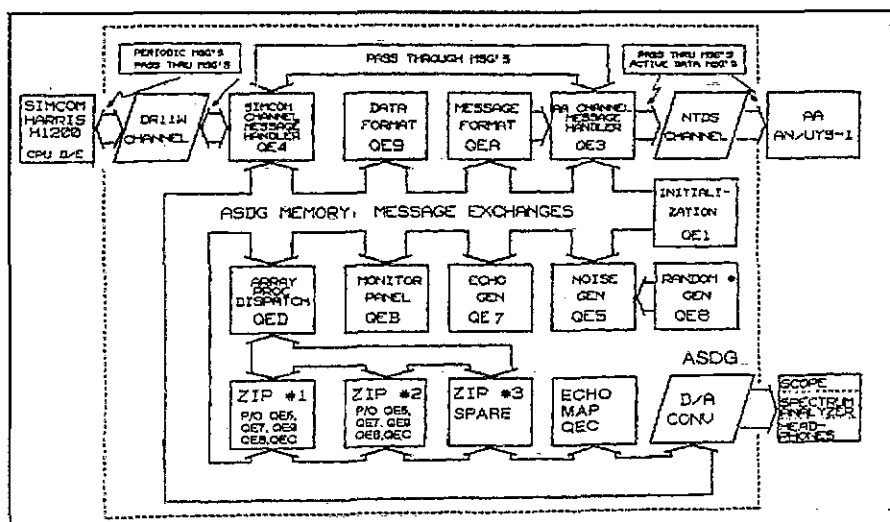 PERIODIC MSG'S
PASS THRU MSG'S
PASS THROUGH MSG'S
PASS THRU MSG'S
ACTIVE DATA MSG'S
SIMCOM
HARRIS
H1200
CPU D/E
DR11W
CHANNEL
SIMCOM
CHANNEL
MESSAGE
HANDLER
QE4
DATA
FORMAT
QE9
MESSAGE
FORMAT
QEA
AA CHANNEL
MESSAGE
HANDLER
QE3
NTDS
CHANNEL
AA
AN/UYS-1
ASDG MEMORY: MESSAGE EXCHANGES
INITIALI-
ZATION
QE1
ARRAY
PROC
DISPATCH
QED
MONITOR
PANEL
QEB
ECHO
GEN
QE7
NOISE
GEN
QE5
RANDOM *
GEN
QE8
ASDG
ZIP #1
P/O QE5,
QE7, QE9
QE8,QEC
ZIP #2
P/O QE5,
QE7, QE9
QE8,QEC
ZIP #3
SPARE
ECHO
MAP
QEC
D/A
CONV
SCOPE
SPECTRUM
ANALYZER
HEAD-
PHONES